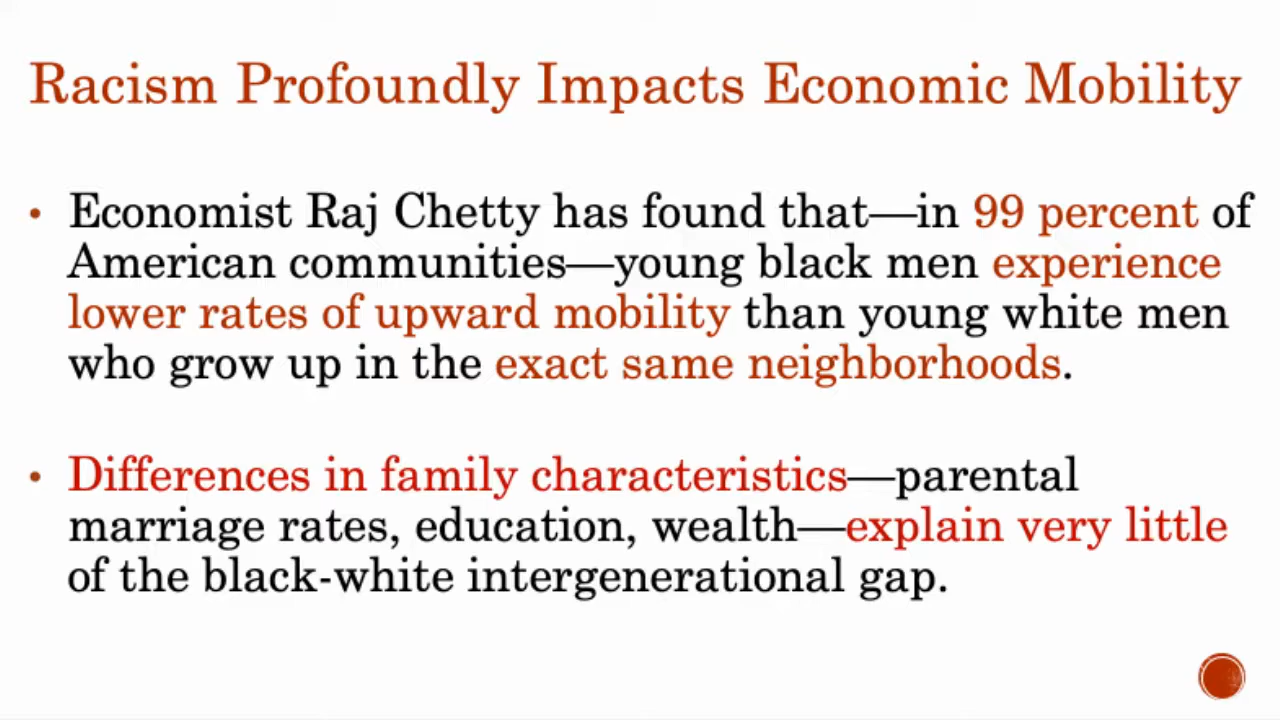 Racism Profoundly Impacts Economic Mobility
• Economist Raj Chetty has found that—in 99 percent of
American communities—young black men experience
lower rates of upward mobility than young white men
who grow up in the exact same neighborhoods.
• Differences in family characteristics—parental
marriage rates, education, wealth—explain very little
of the black-white intergenerational gap.